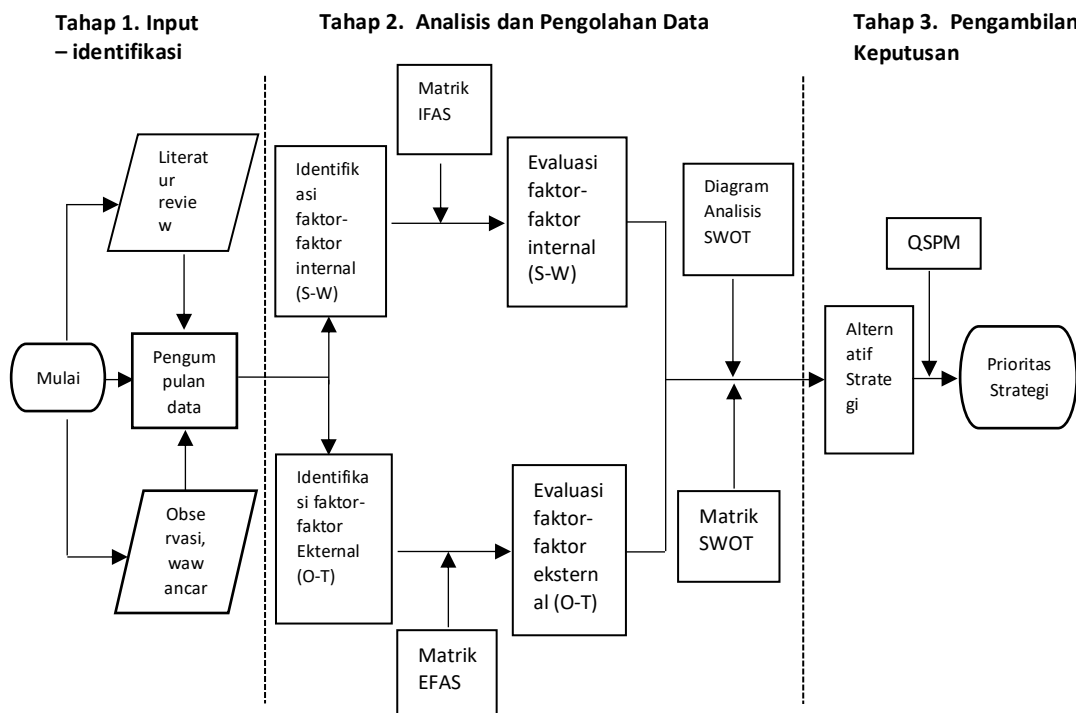 Tahap 1. Input
– identifikasi
Tahap 2.  Analisis dan Pengolahan Data
Tahap 3.  Pengambilan
Keputusan
Mulai
Literat
ur
revie
w
Pengum
pulan
data
Obse
rvasi,
waw
ancar
Identifik
asi
faktor-
faktor
internal
(S-W)
Matrik
IFAS
Evaluasi
faktor-
faktor
internal
(S-W)
Identifika
si faktor-
faktor
Ekternal
(O-T)
Matrik
EFAS
Evaluasi
faktor-
faktor
ekstern
al (O-T)
Diagram
Analisis
SWOT
Matrik
SWOT
Altern
atif
Strate
gi
QSPM
Prioritas
Strategi